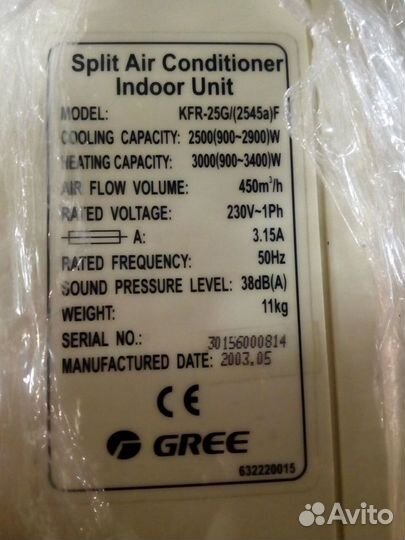 Split Air Conditioner
Indoor Unit
MODEL: KFR-25G/(2545a)F
COOLING CAPACITY: 2500(900~2900)W
HEATING CAPACITY: 3000(900~3400)W
AIR FLOW VOLUME: 450m³/h
RATED VOLTAGE: 230V~1Ph
A: 3.15A
RATED FREQUENCY: 50Hz
SOUND PRESSURE LEVEL: 38dB(A)
WEIGHT: 11kg
SERIAL NO.: 30156000814
MANUFACTURED DATE: 2003.05
CE
GREE
632220015
Avito